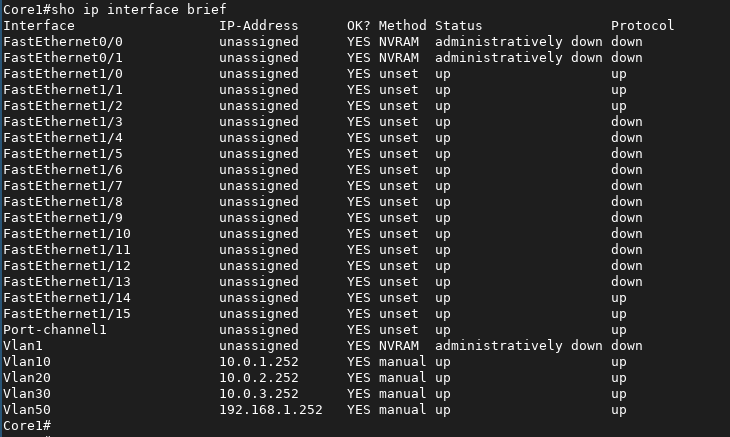 Core1#sho ip interface brief
Interface                  IP-Address      OK? Method Status                Protocol
FastEthernet0/0            unassigned      YES NVRAM  administratively down down
FastEthernet0/1            unassigned      YES NVRAM  administratively down down
FastEthernet1/0            unassigned      YES unset  up                    up
FastEthernet1/1            unassigned      YES unset  up                    up
FastEthernet1/2            unassigned      YES unset  up                    up
FastEthernet1/3            unassigned      YES unset  up                    down
FastEthernet1/4            unassigned      YES unset  up                    down
FastEthernet1/5            unassigned      YES unset  up                    down
FastEthernet1/6            unassigned      YES unset  up                    down
FastEthernet1/7            unassigned      YES unset  up                    down
FastEthernet1/8            unassigned      YES unset  up                    down
FastEthernet1/9            unassigned      YES unset  up                    down
FastEthernet1/10           unassigned      YES unset  up                    down
FastEthernet1/11           unassigned      YES unset  up                    down
FastEthernet1/12           unassigned      YES unset  up                    down
FastEthernet1/13           unassigned      YES unset  up                    down
FastEthernet1/14           unassigned      YES unset  up                    up
FastEthernet1/15           unassigned      YES unset  up                    up
Port-channel1              unassigned      YES unset  up                    up
Vlan1                      unassigned      YES NVRAM  administratively down down
Vlan10                     10.0.1.252      YES manual up                    up
Vlan20                     10.0.2.252      YES manual up                    up
Vlan30                     10.0.3.252      YES manual up                    up
Vlan50                     192.168.1.252   YES manual up                    up
Core1#